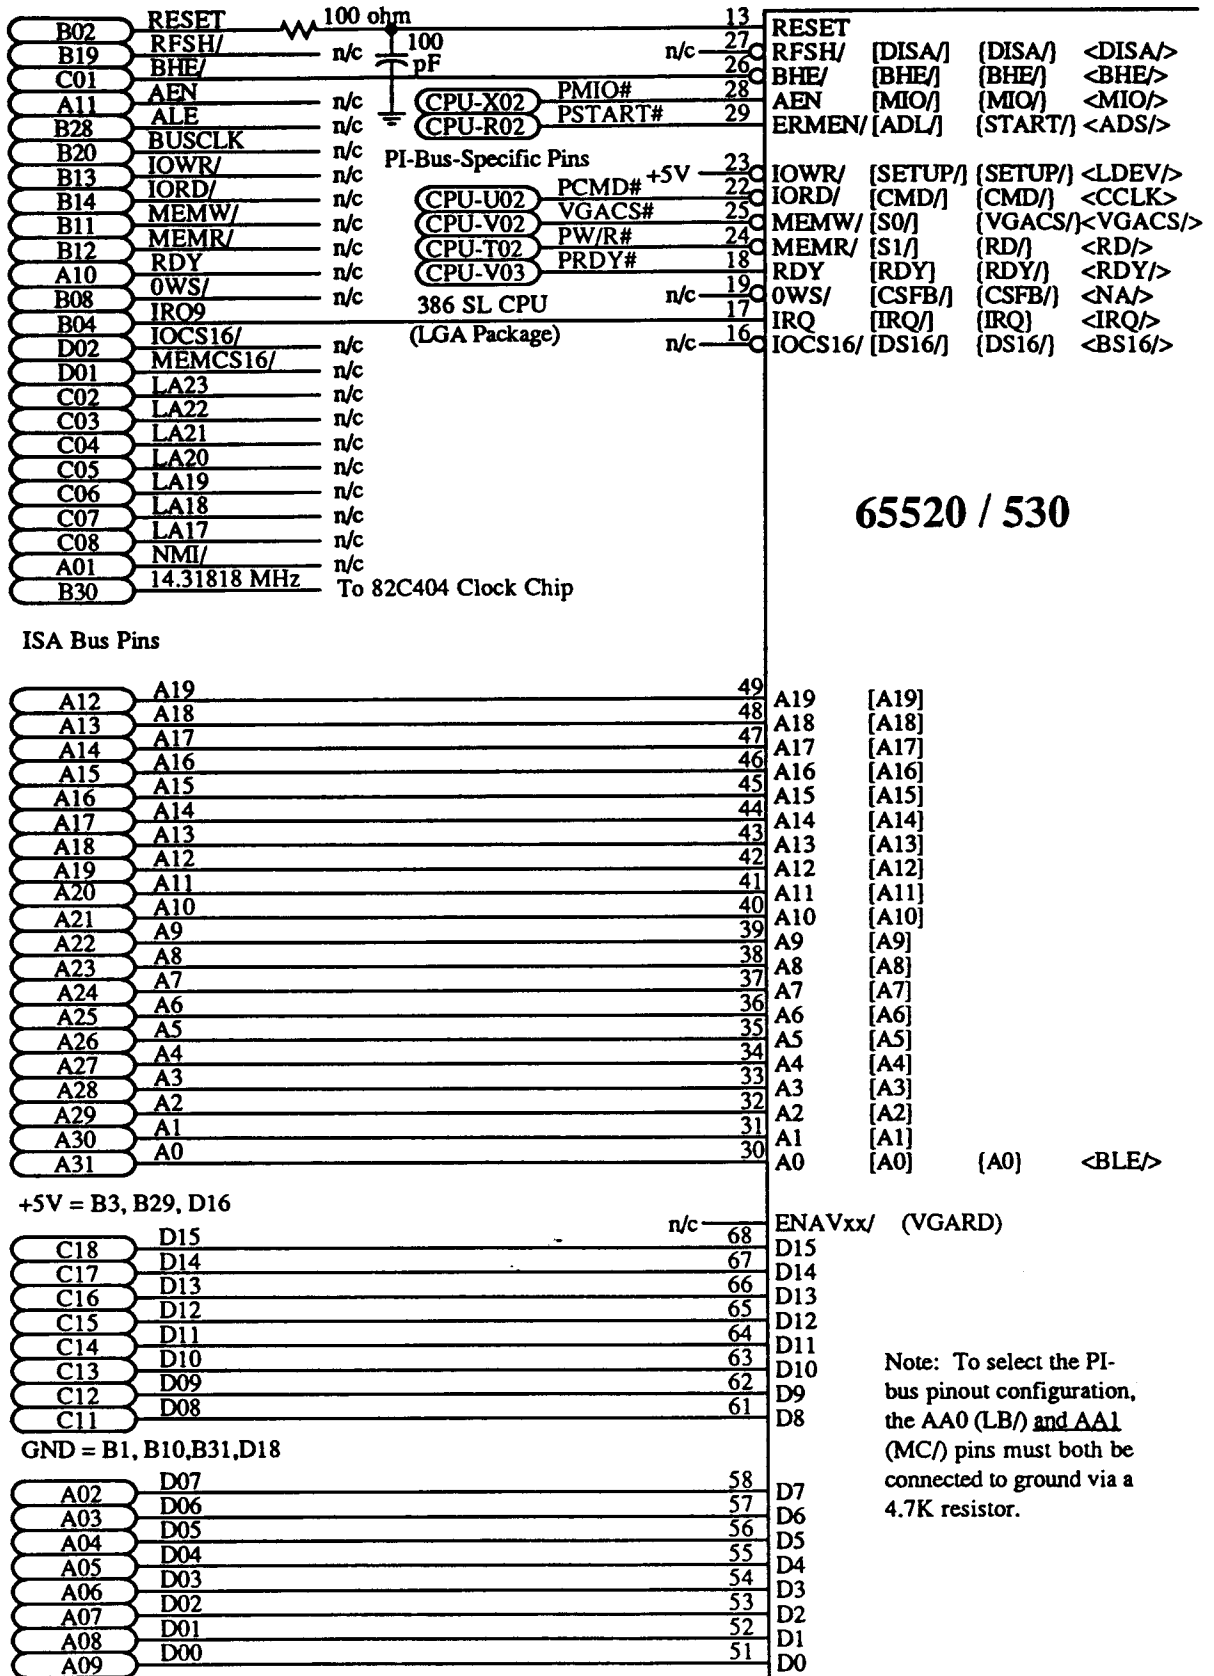 B02 RESET 100 ohm 13 RESET
B19 RFSH/ n/c 100 pF n/c 27 RFSH/ [DISA/] {DISA/} <DISA/>
C01 BHE/ 26 BHE/ [BHE/] {BHE/} <BHE/>
A11 AEN n/c CPU-X02 PMIO# 28 AEN [MIO/] {MIO/} <MIO/>
B28 ALE n/c CPU-R02 PSTART# 29 ERMEN/ [ADL/] {START/} <ADS/>
B20 BUSCLK n/c PI-Bus-Specific Pins
B13 IOWR/ n/c +5V 23 IOWR/ [SETUP/] {SETUP/} <LDEV/>
B14 IORD/ n/c CPU-U02 PCMD# 22 IORD/ [CMD/] {CMD/} <CCLK>
B11 MEMW/ n/c CPU-V02 VGACS# 25 MEMW/ [S0/] {VGACS/} <VGACS/>
B12 MEMR/ n/c CPU-T02 PW/R# 24 MEMR/ [S1/] {RD/} <RD/>
A10 RDY n/c CPU-V03 PRDY# 18 RDY [RDY] {RDY/} <RDY/>
B08 0WS/ n/c 386 SL CPU n/c 19 0WS/ [CSFB/] {CSFB/} <NA/>
B04 IRQ9 17 IRQ [IRQ/] {IRQ} <IRQ/>
D02 IOCS16/ n/c (LGA Package) n/c 16 IOCS16/ [DS16/] {DS16/} <BS16/>
D01 MEMCS16/ n/c
C02 LA23 n/c
C03 LA22 n/c
C04 LA21 n/c
C05 LA20 n/c
C06 LA19 n/c
C07 LA18 n/c
C08 LA17 n/c
A01 NMI/ n/c
B30 14.31818 MHz To 82C404 Clock Chip
65520 / 530
ISA Bus Pins
A12 A19 49 A19 [A19]
A13 A18 48 A18 [A18]
A14 A17 47 A17 [A17]
A15 A16 46 A16 [A16]
A16 A15 45 A15 [A15]
A17 A14 44 A14 [A14]
A18 A13 43 A13 [A13]
A19 A12 42 A12 [A12]
A20 A11 41 A11 [A11]
A21 A10 40 A10 [A10]
A22 A9 39 A9 [A9]
A23 A8 38 A8 [A8]
A24 A7 37 A7 [A7]
A25 A6 36 A6 [A6]
A26 A5 35 A5 [A5]
A27 A4 34 A4 [A4]
A28 A3 33 A3 [A3]
A29 A2 32 A2 [A2]
A30 A1 31 A1 [A1]
A31 A0 30 A0 [A0] {A0} <BLE/>
+5V = B3, B29, D16
n/c ENAVxx/ (VGARD)
C18 D15 68 D15
C17 D14 67 D14
C16 D13 66 D13
C15 D12 65 D12
C14 D11 64 D11
C13 D10 63 D10
C12 D09 62 D9
C11 D08 61 D8
GND = B1, B10,B31,D18
A02 D07 58 D7
A03 D06 57 D6
A04 D05 56 D5
A05 D04 55 D4
A06 D03 54 D3
A07 D02 53 D2
A08 D01 52 D1
A09 D00 51 D0
Note: To select the PI-
bus pinout configuration,
the AA0 (LB/) and AA1
(MC/) pins must both be
connected to ground via a
4.7K resistor.